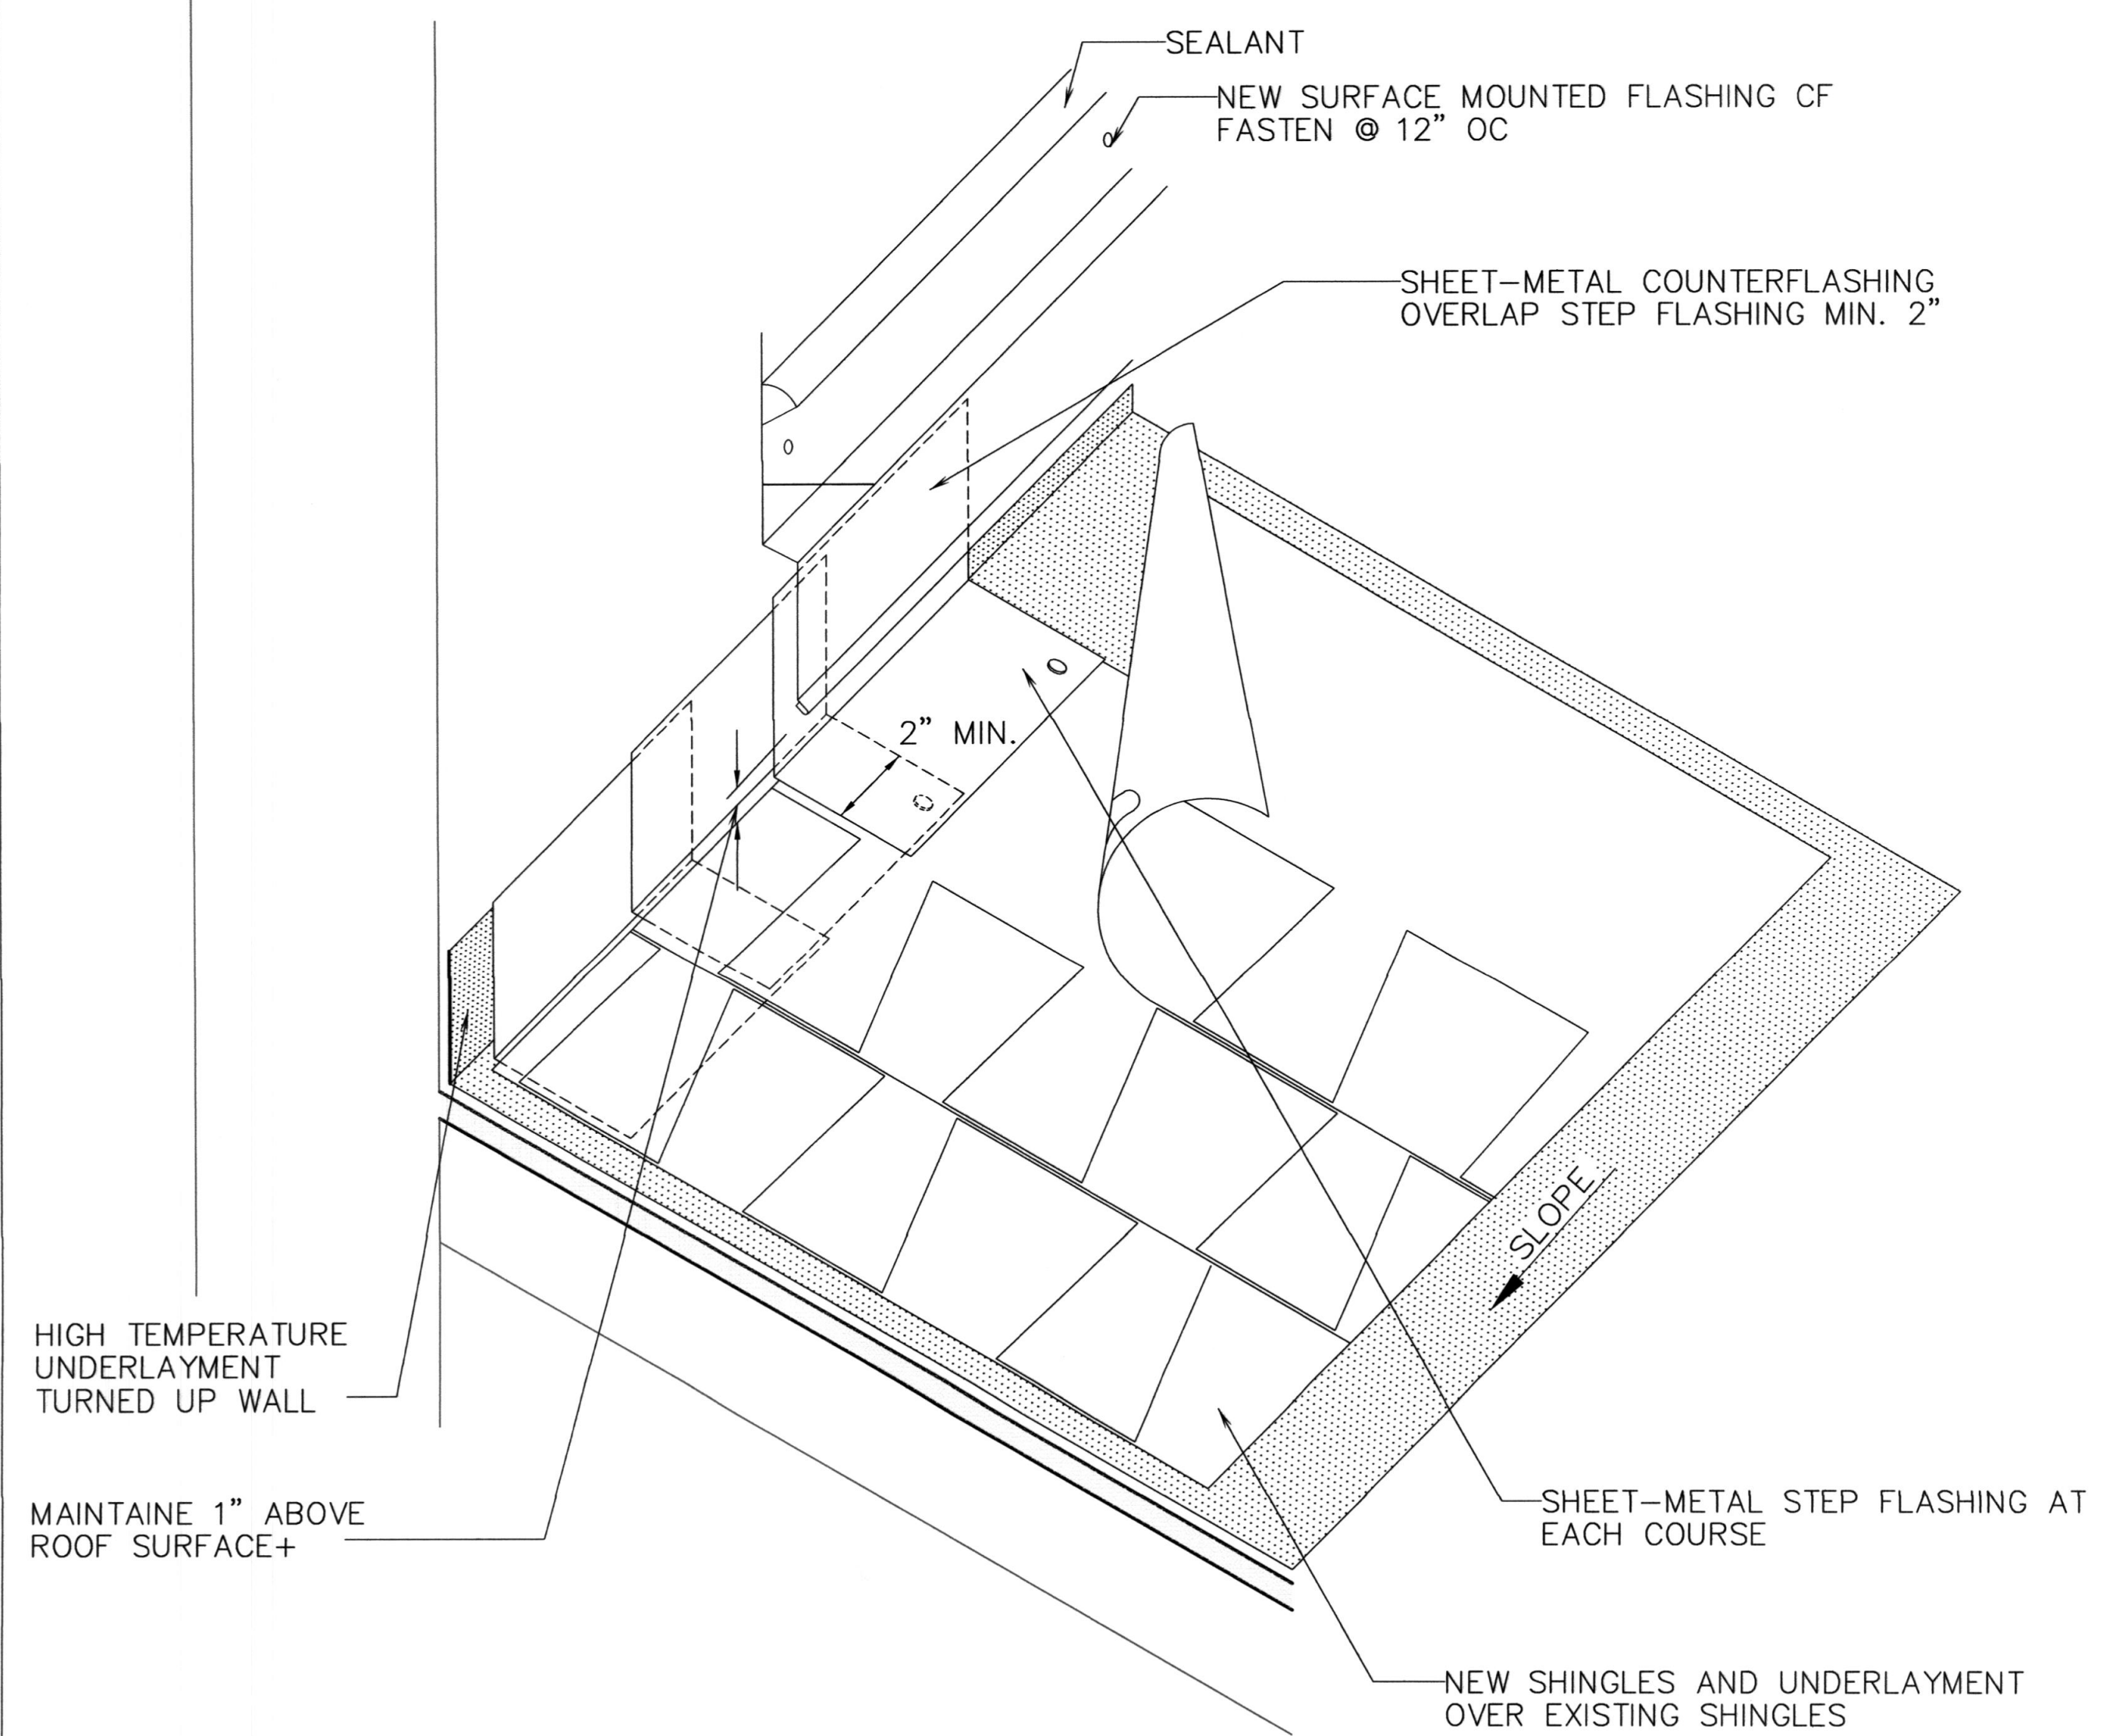 SEALANT
NEW SURFACE MOUNTED FLASHING CF
FASTEN @ 12" OC
SHEET-METAL COUNTERFLASHING
OVERLAP STEP FLASHING MIN. 2"
2" MIN.
SLOPE
HIGH TEMPERATURE
UNDERLAYMENT
TURNED UP WALL
MAINTAINE 1" ABOVE
ROOF SURFACE+
SHEET-METAL STEP FLASHING AT
EACH COURSE
NEW SHINGLES AND UNDERLAYMENT
OVER EXISTING SHINGLES